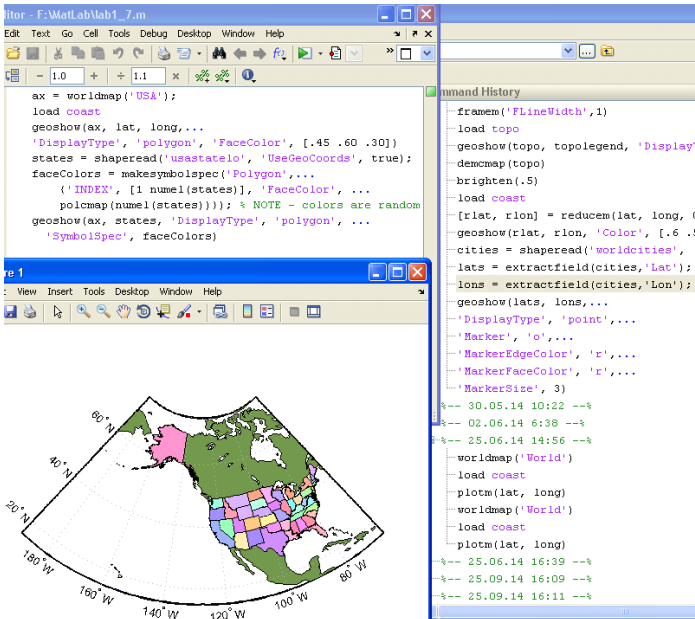 ditor - F:\MatLab\lab1_7.m
Edit Text Go Cell Tools Debug Desktop Window Help
− 1.0 + ÷ 1.1 ×
ax = worldmap('USA');
load coast
geoshow(ax, lat, long,...
'DisplayType', 'polygon', 'FaceColor', [.45 .60 .30])
states = shaperead('usastatelo', 'UseGeoCoords', true);
faceColors = makesymbolspec('Polygon',...
{'INDEX', [1 numel(states)], 'FaceColor', ...
polcmap(numel(states))}); % NOTE - colors are random
geoshow(ax, states, 'DisplayType', 'polygon', ...
'SymbolSpec', faceColors)
re 1
View Insert Tools Desktop Window Help
60° N
40° N
20° N
180° W
160° W
140° W
120° W
100° W
80° W
mmand History
framem('FLineWidth',1)
load topo
geoshow(topo, topolegend, 'Display
demcmap(topo)
brighten(.5)
load coast
[rlat, rlon] = reducem(lat, long,
geoshow(rlat, rlon, 'Color', [.6 .5
cities = shaperead('worldcities',
lats = extractfield(cities,'Lat');
lons = extractfield(cities,'Lon');
geoshow(lats, lons,...
'DisplayType', 'point',...
'Marker', 'o',...
'MarkerEdgeColor', 'r',...
'MarkerFaceColor', 'r',...
'MarkerSize', 3)
%-- 30.05.14 10:22 --%
%-- 02.06.14 6:38 --%
%-- 25.06.14 14:56 --%
worldmap('World')
load coast
plotm(lat, long)
worldmap('World')
load coast
plotm(lat, long)
%-- 25.06.14 16:39 --%
%-- 25.09.14 16:09 --%
%-- 25.09.14 16:11 --%